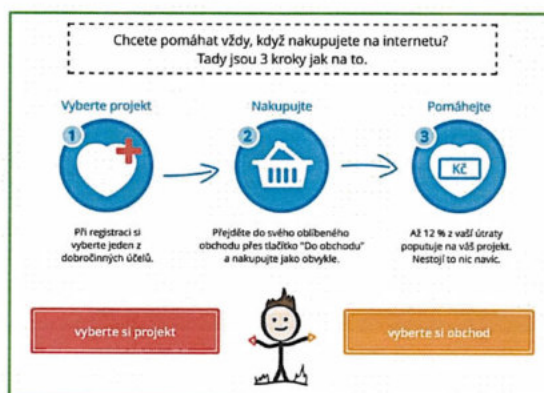 Chcete pomáhat vždy, když nakupujete na internetu?
Tady jsou 3 kroky jak na to.
Vyberte projekt
1
Při registraci si
vyberte jeden z
dobročinných účelů.
Nakupujte
2
Přejděte do svého oblíbeného
obchodu přes tlačítko "Do obchodu"
a nakupujte jako obvykle.
Pomáhejte
3
Kč
Až 12 % z vaší útraty
poputuje na váš projekt.
Nestojí to nic navíc.
vyberte si projekt
vyberte si obchod